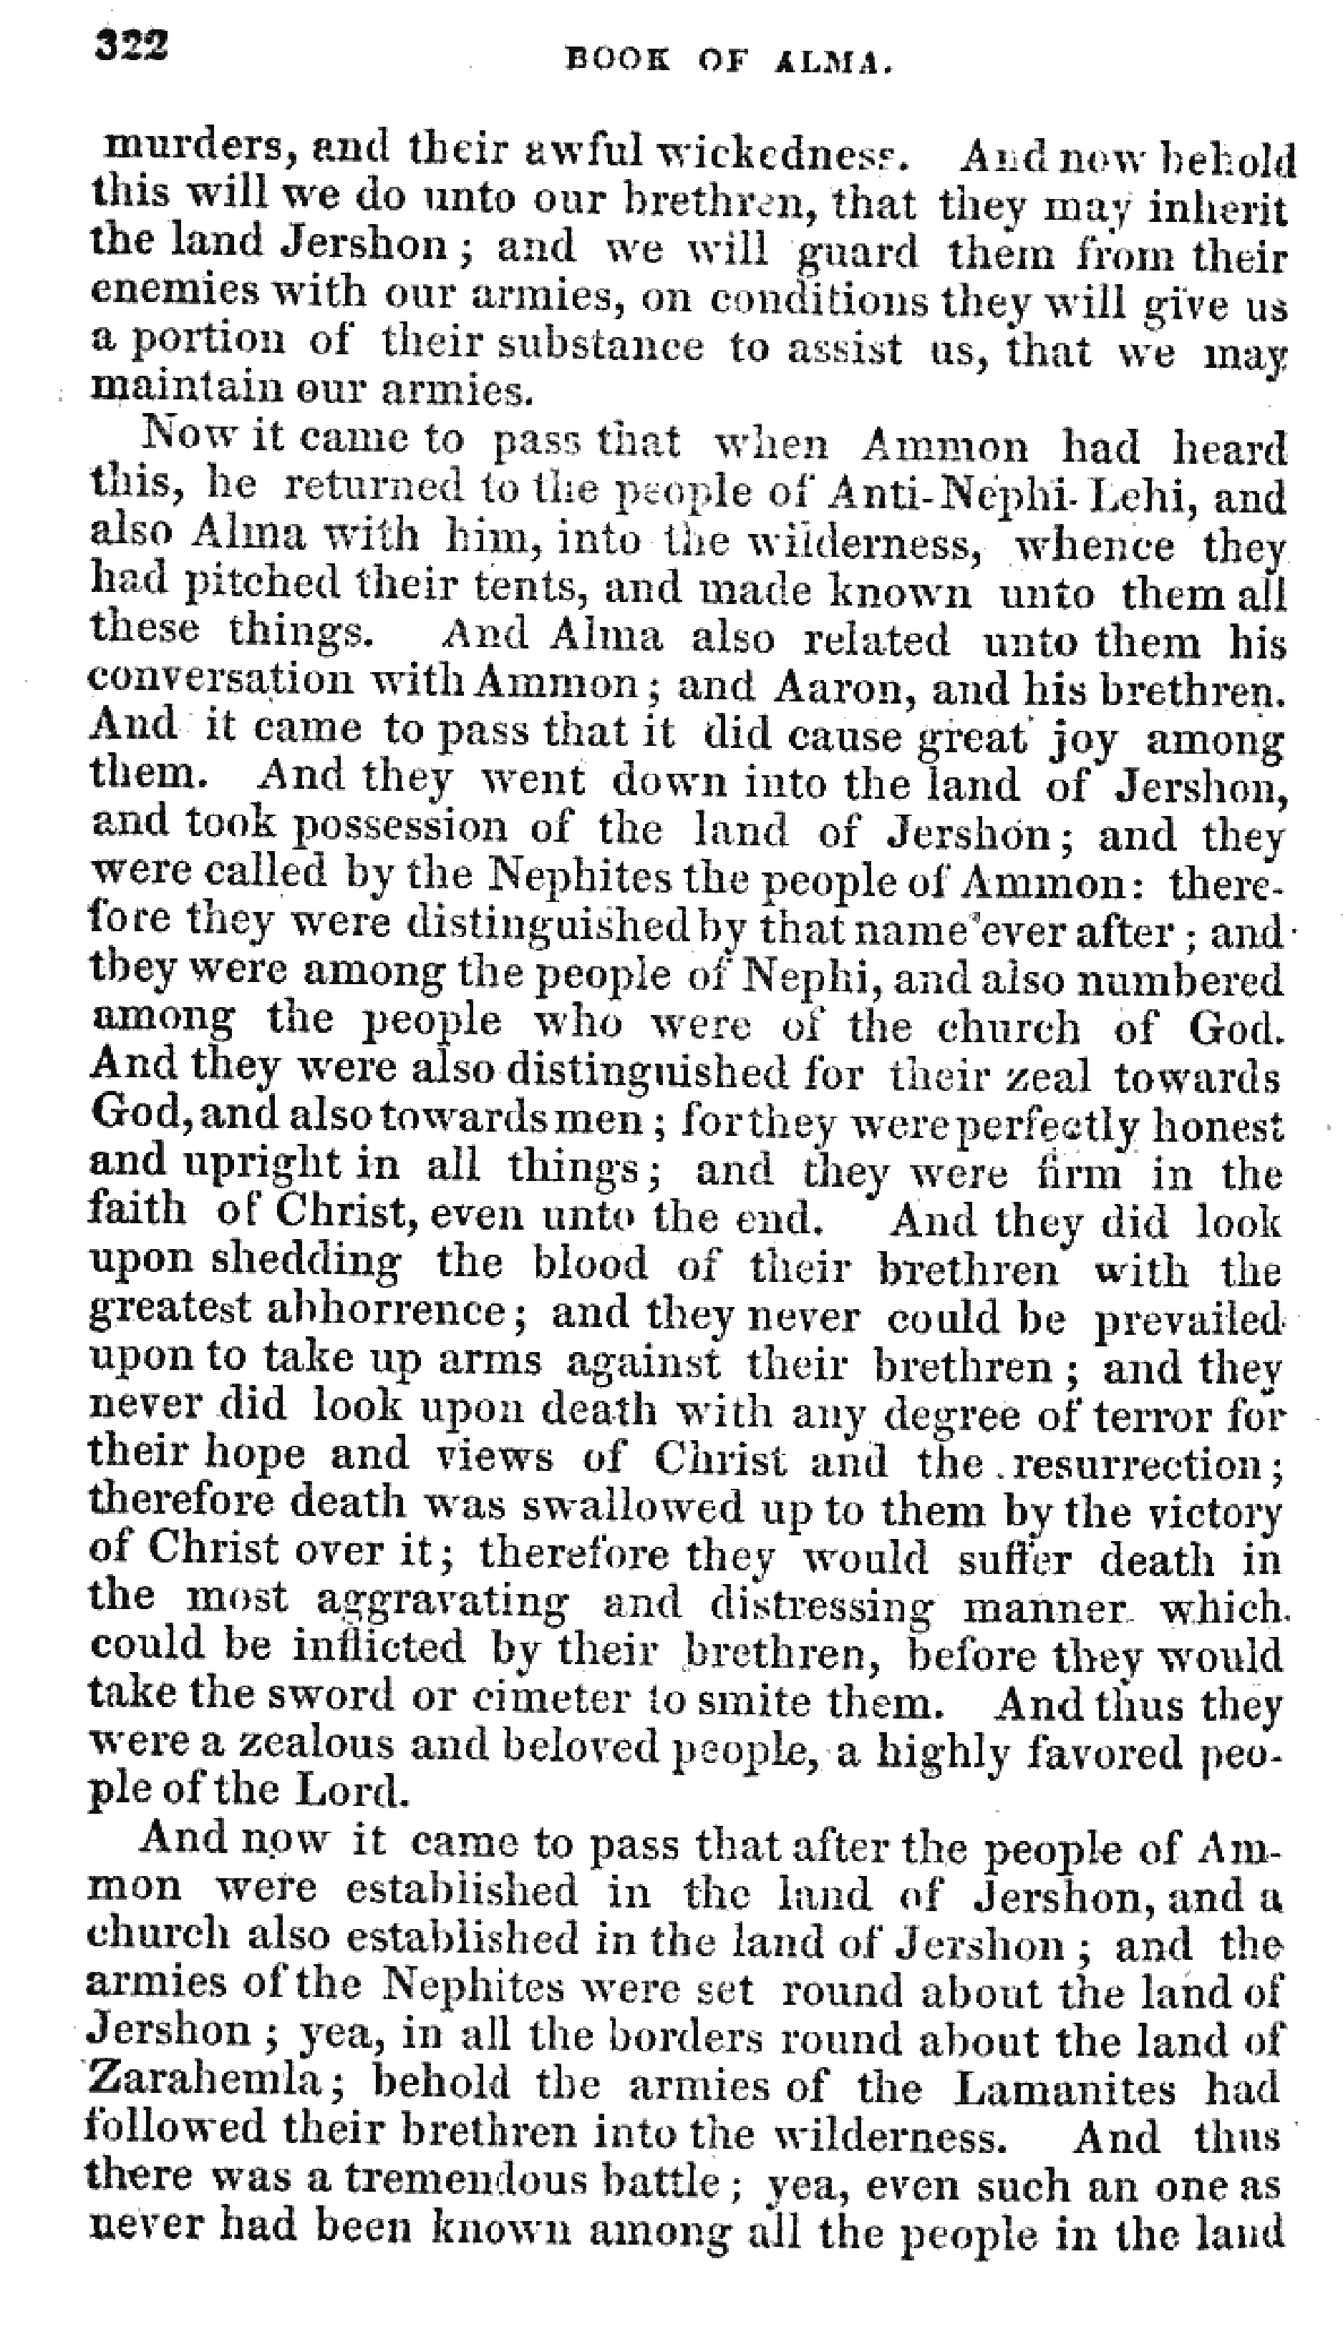 322
BOOK OF ALMA.
murders, and their awful wickedness. And now behold
this will we do unto our brethren, that they may inherit
the land Jershon; and we will guard them from their
enemies with our armies, on conditions they will give us
a portion of their substance to assist us, that we may
maintain our armies.
Now it came to pass that when Ammon had heard
this, he returned to the people of Anti-Nephi-Lehi, and
also Alma with him, into the wilderness, whence they
had pitched their tents, and made known unto them all
these things. And Alma also related unto them his
conversation with Ammon; and Aaron, and his brethren.
And it came to pass that it did cause great joy among
them. And they went down into the land of Jershon,
and took possession of the land of Jershon; and they
were called by the Nephites the people of Ammon: there-
fore they were distinguished by that name ever after; and
they were among the people of Nephi, and also numbered
among the people who were of the church of God.
And they were also distinguished for their zeal towards
God, and also towards men; for they were perfectly honest
and upright in all things; and they were firm in the
faith of Christ, even unto the end. And they did look
upon shedding the blood of their brethren with the
greatest abhorrence; and they never could be prevailed
upon to take up arms against their brethren; and they
never did look upon death with any degree of terror for
their hope and views of Christ and the resurrection;
therefore death was swallowed up to them by the victory
of Christ over it; therefore they would suffer death in
the most aggravating and distressing manner which
could be inflicted by their brethren, before they would
take the sword or cimeter to smite them. And thus they
were a zealous and beloved people, a highly favored peo-
ple of the Lord.
And now it came to pass that after the people of Am-
mon were established in the land of Jershon, and a
church also established in the land of Jershon; and the
armies of the Nephites were set round about the land of
Jershon; yea, in all the borders round about the land of
Zarahemla; behold the armies of the Lamanites had
followed their brethren into the wilderness. And thus
there was a tremendous battle; yea, even such an one as
never had been known among all the people in the land